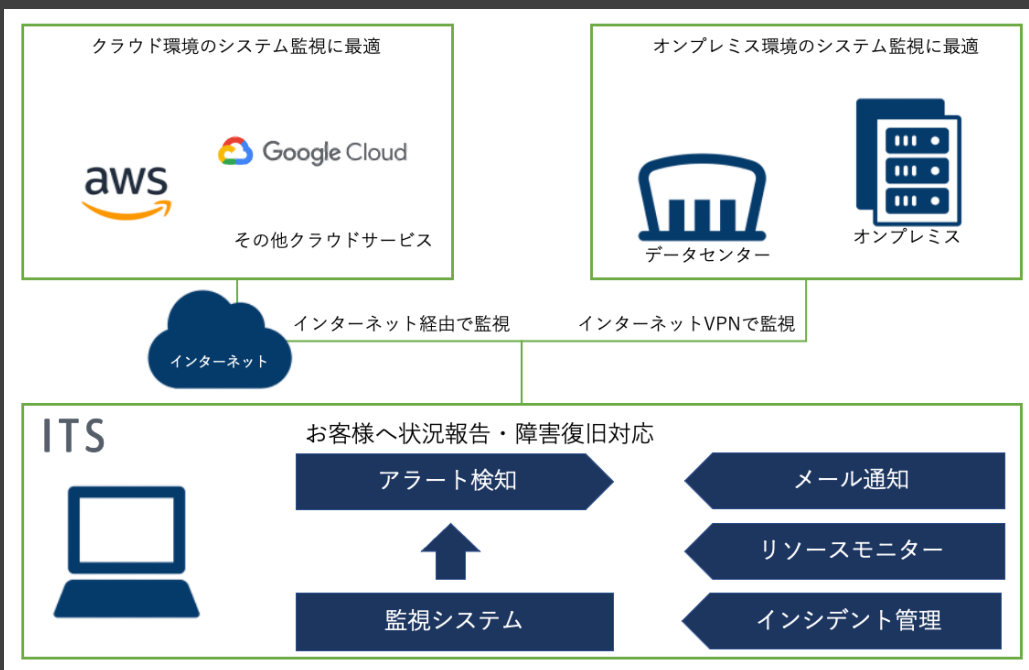 クラウド環境のシステム監視に最適
aws
Google Cloud
その他クラウドサービス
オンプレミス環境のシステム監視に最適
データセンター
オンプレミス
インターネット
インターネット経由で監視
インターネットVPNで監視
ITS
お客様へ状況報告・障害復旧対応
アラート検知
監視システム
メール通知
リソースモニター
インシデント管理